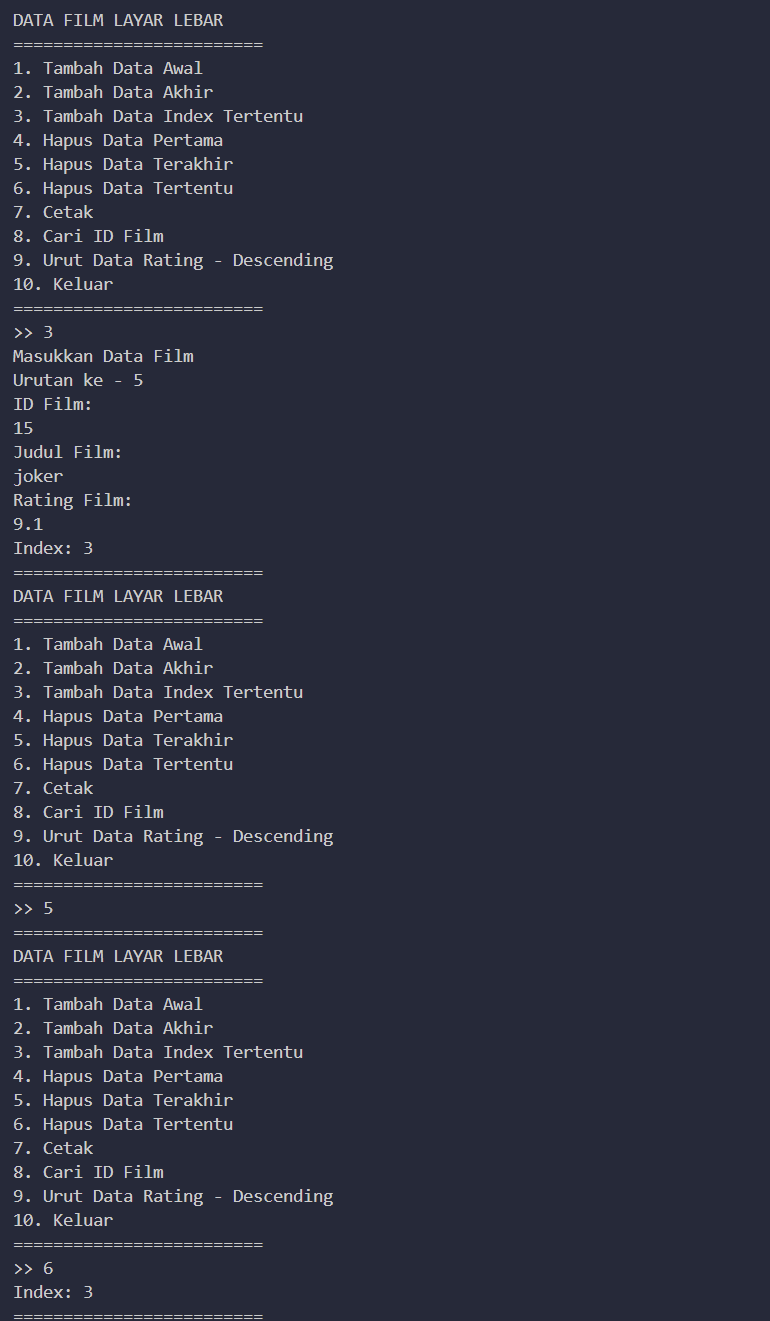 DATA FILM LAYAR LEBAR
=========================
1. Tambah Data Awal
2. Tambah Data Akhir
3. Tambah Data Index Tertentu
4. Hapus Data Pertama
5. Hapus Data Terakhir
6. Hapus Data Tertentu
7. Cetak
8. Cari ID Film
9. Urut Data Rating - Descending
10. Keluar
=========================
>> 3
Masukkan Data Film
Urutan ke - 5
ID Film:
15
Judul Film:
joker
Rating Film:
9.1
Index: 3
=========================
DATA FILM LAYAR LEBAR
=========================
1. Tambah Data Awal
2. Tambah Data Akhir
3. Tambah Data Index Tertentu
4. Hapus Data Pertama
5. Hapus Data Terakhir
6. Hapus Data Tertentu
7. Cetak
8. Cari ID Film
9. Urut Data Rating - Descending
10. Keluar
=========================
>> 5
=========================
DATA FILM LAYAR LEBAR
=========================
1. Tambah Data Awal
2. Tambah Data Akhir
3. Tambah Data Index Tertentu
4. Hapus Data Pertama
5. Hapus Data Terakhir
6. Hapus Data Tertentu
7. Cetak
8. Cari ID Film
9. Urut Data Rating - Descending
10. Keluar
=========================
>> 6
Index: 3
=========================